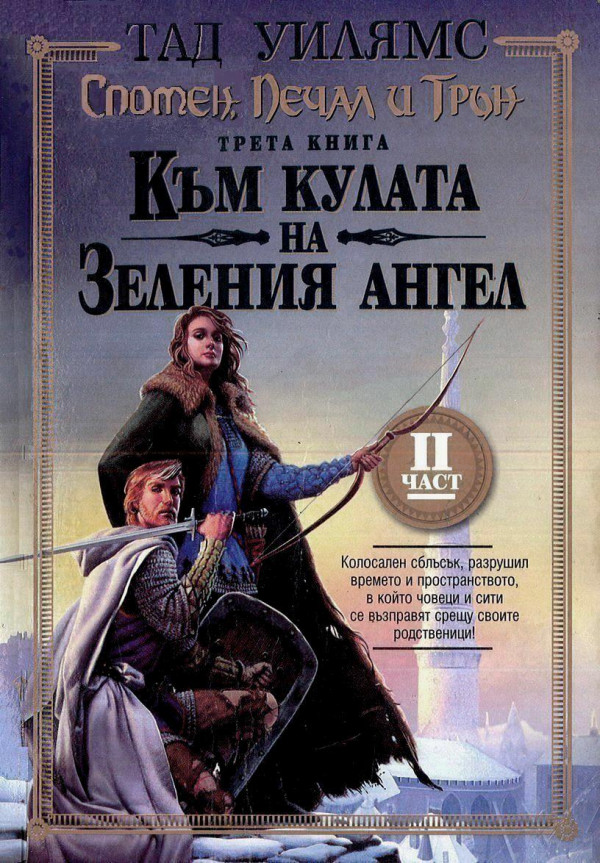 ТАД УИЛЯМС
Спомен, Печал и Трън
ТРЕТА КНИГА
КЪМ КУЛАТА
НА
ЗЕЛЕНИЯ АНГЕЛ
II
ЧАСТ
Колосален сблъсък, разрушил
времето и пространството,
в който човеци и сити
се възправят срещу своите
родственици!